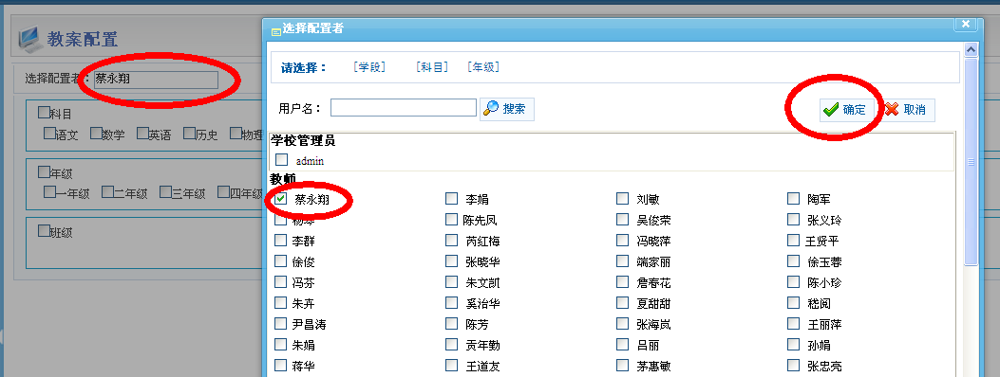 教案配置
选择配置者：蔡永翔
科目
语文 数学 英语 历史 物理
年级
一年级 二年级 三年级 四年级
班级
选择配置者
请选择： [学段] [科目] [年级]
用户名： 搜索 确定 取消
学校管理员
admin
教师
蔡永翔 李娟 刘敏 陶军
杨琴 陈先凤 吴俊荣 张义玲
李群 芮红梅 冯晓萍 王贤平
徐俊 张晓华 端家丽 徐玉蓉
冯芬 朱文凯 詹春花 陈小珍
朱卉 奚治华 夏甜甜 嵇阅
尹昌涛 陈芳 张海岚 王丽萍
朱娟 贡年勤 吕丽 孙娟
蒋华 王道友 茅惠敏 张忠亮